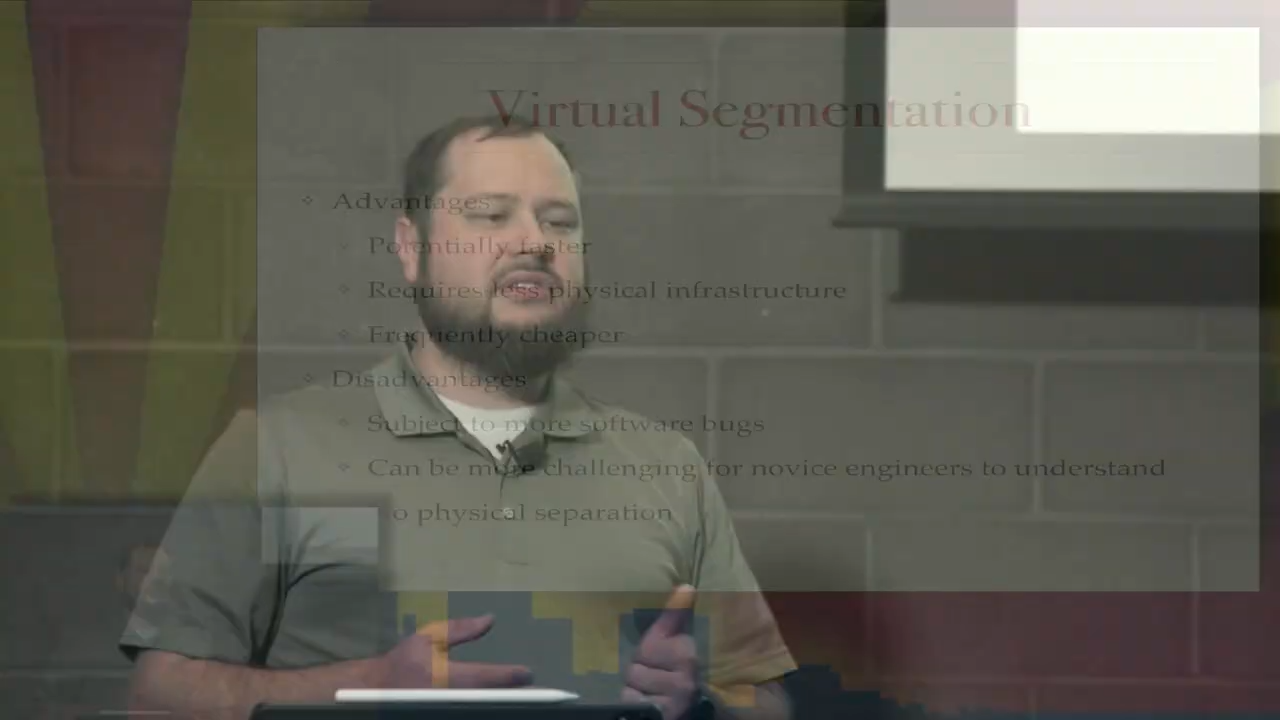 Virtual Segmentation
Advantages
Potentially faster
Requires less physical infrastructure
Frequently cheaper
Disadvantages
Subject to more software bugs
Can be more challenging for novice engineers to understand
physical separation